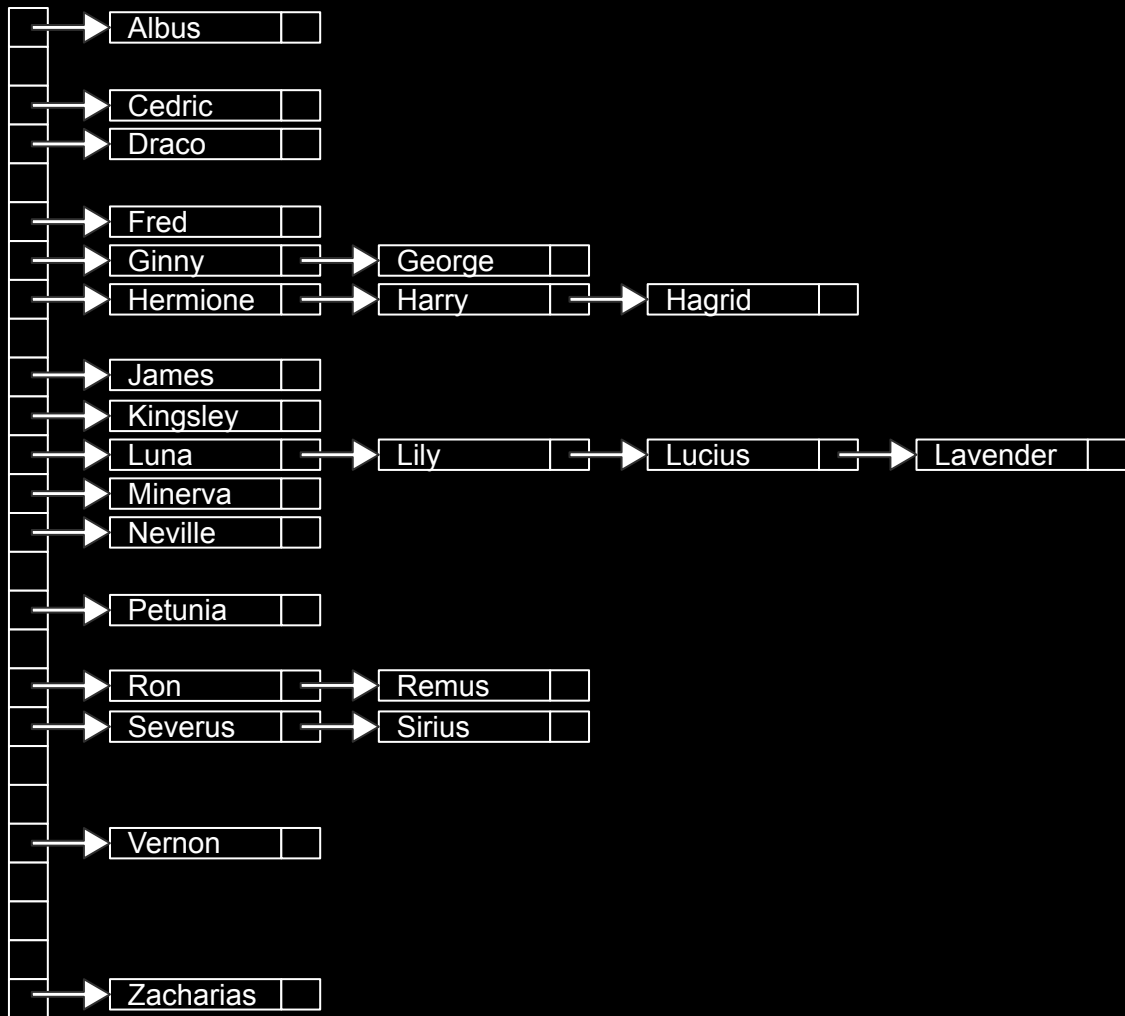 Albus
Cedric
Draco
Fred
Ginny George
Hermione Harry Hagrid
James
Kingsley
Luna Lily Lucius Lavender
Minerva
Neville
Petunia
Ron Remus
Severus Sirius
Vernon
Zacharias